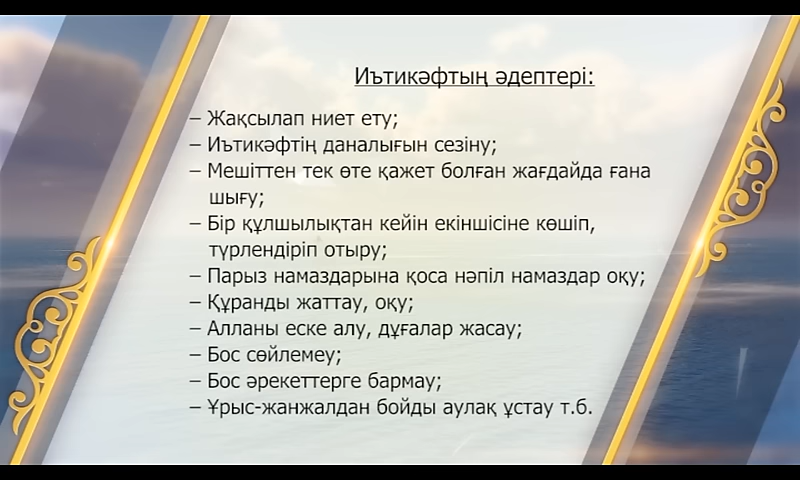 Иътикәфтың әдептері:
– Жақсылап ниет ету;
– Иътикәфтің даналығын сезіну;
– Мешіттен тек өте қажет болған жағдайда ғана
шығу;
– Бір құлшылықтан кейін екіншісіне көшіп,
түрлендіріп отыру;
– Парыз намаздарына қоса нәпіл намаздар оқу;
– Құранды жаттау, оқу;
– Алланы еске алу, дұғалар жасау;
– Бос сөйлемеу;
– Бос әрекеттерге бармау;
– Ұрыс-жанжалдан бойды аулақ ұстау т.б.